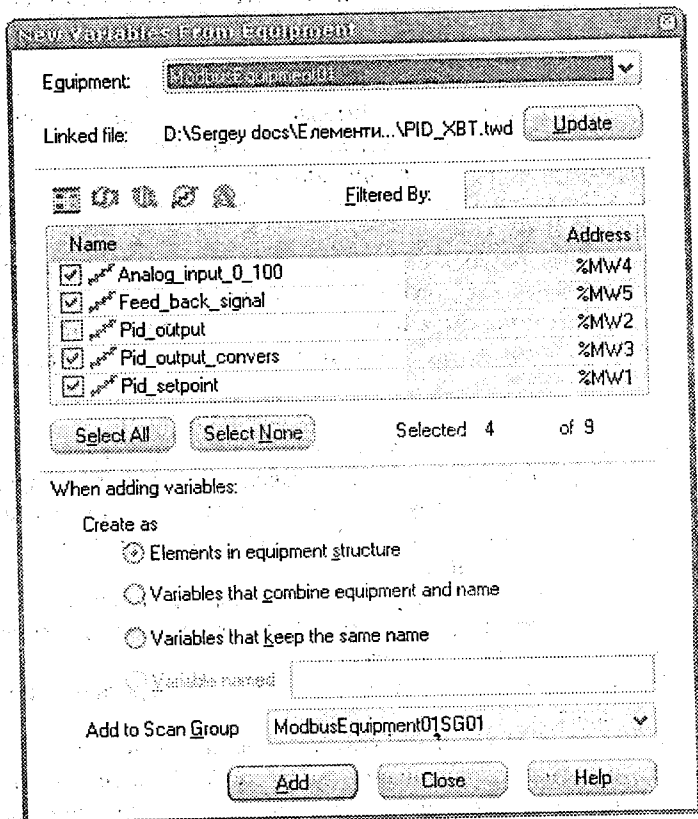 New Variables From Equipment
Equipment: ModbusEquipment01
Linked file: D:\Sergey docs\Елементи...\PID_XBT.twd Update
Filtered By:
Name Address
Analog_input_0_100 %MW4
Feed_back_signal %MW5
Pid_output %MW2
Pid_output_convers %MW3
Pid_setpoint %MW1
Select All Select None Selected 4 of 9
When adding variables:
Create as
Elements in equipment structure
Variables that combine equipment and name
Variables that keep the same name
Variable named
Add to Scan Group ModbusEquipment01SG01
Add Close Help